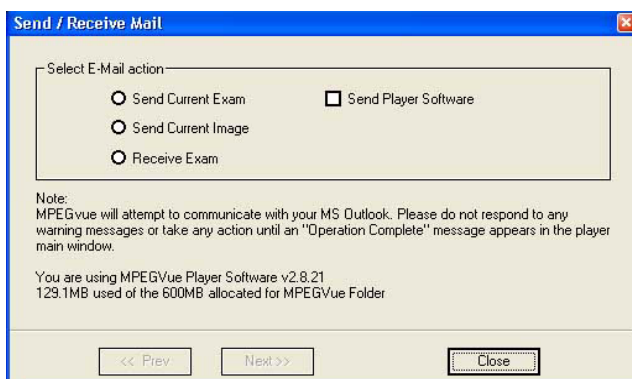 Send / Receive Mail
Select E-Mail action
Send Current Exam
Send Player Software
Send Current Image
Receive Exam
Note:
MPEGvue will attempt to communicate with your MS Outlook. Please do not respond to any
warning messages or take any action until an "Operation Complete" message appears in the player
main window.
You are using MPEGVue Player Software v2.8.21
129.1MB used of the 600MB allocated for MPEGVue Folder
<< Prev
Next >>
Close